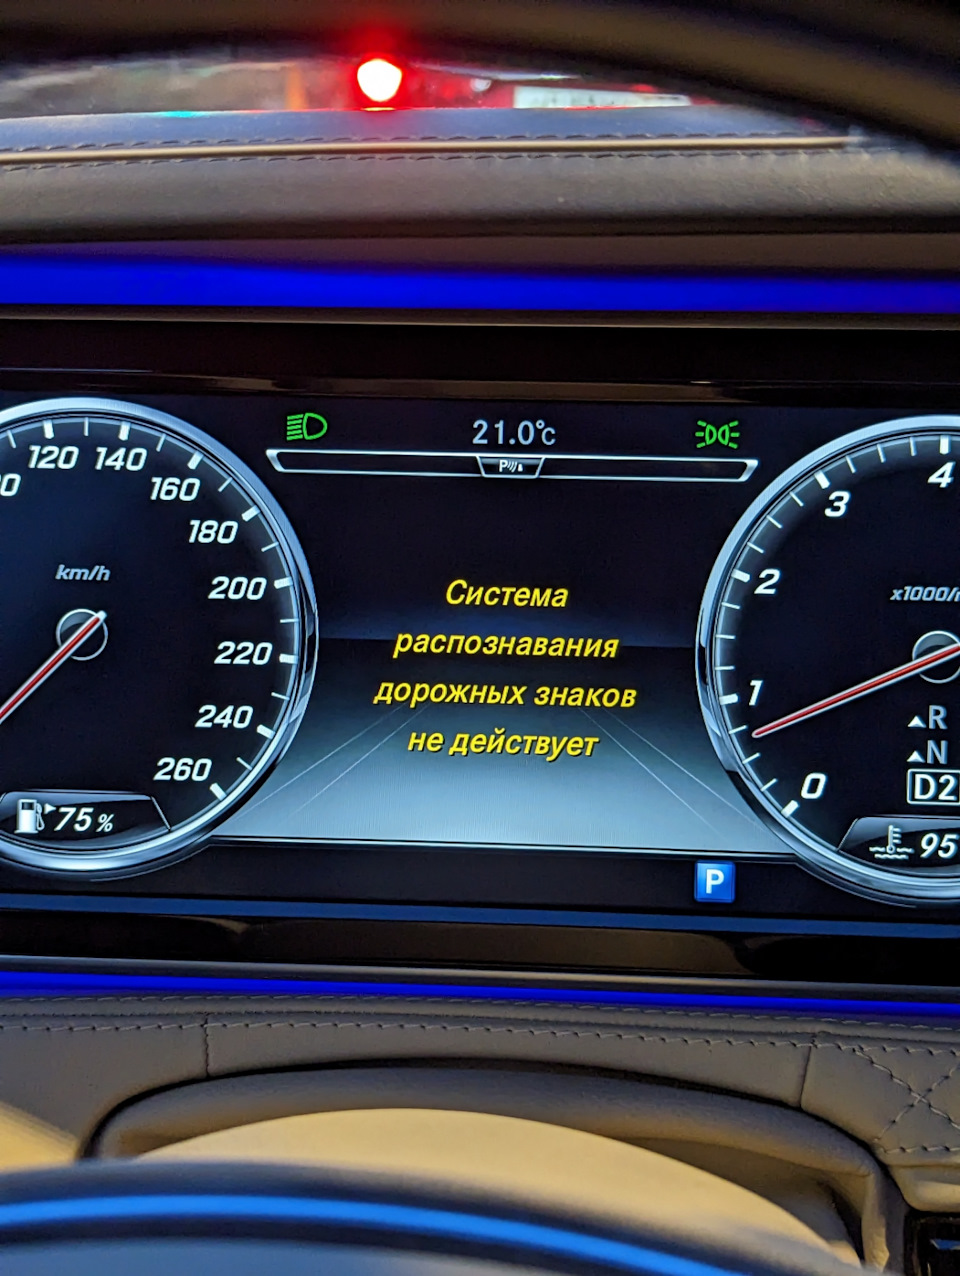 21.0°C
P
120 140
160
180
200
220
240
260
km/h
75%
Система
распознавания
дорожных знаков
не действует
P
4
3
2
1
0
x1000/
R
N
D2
95